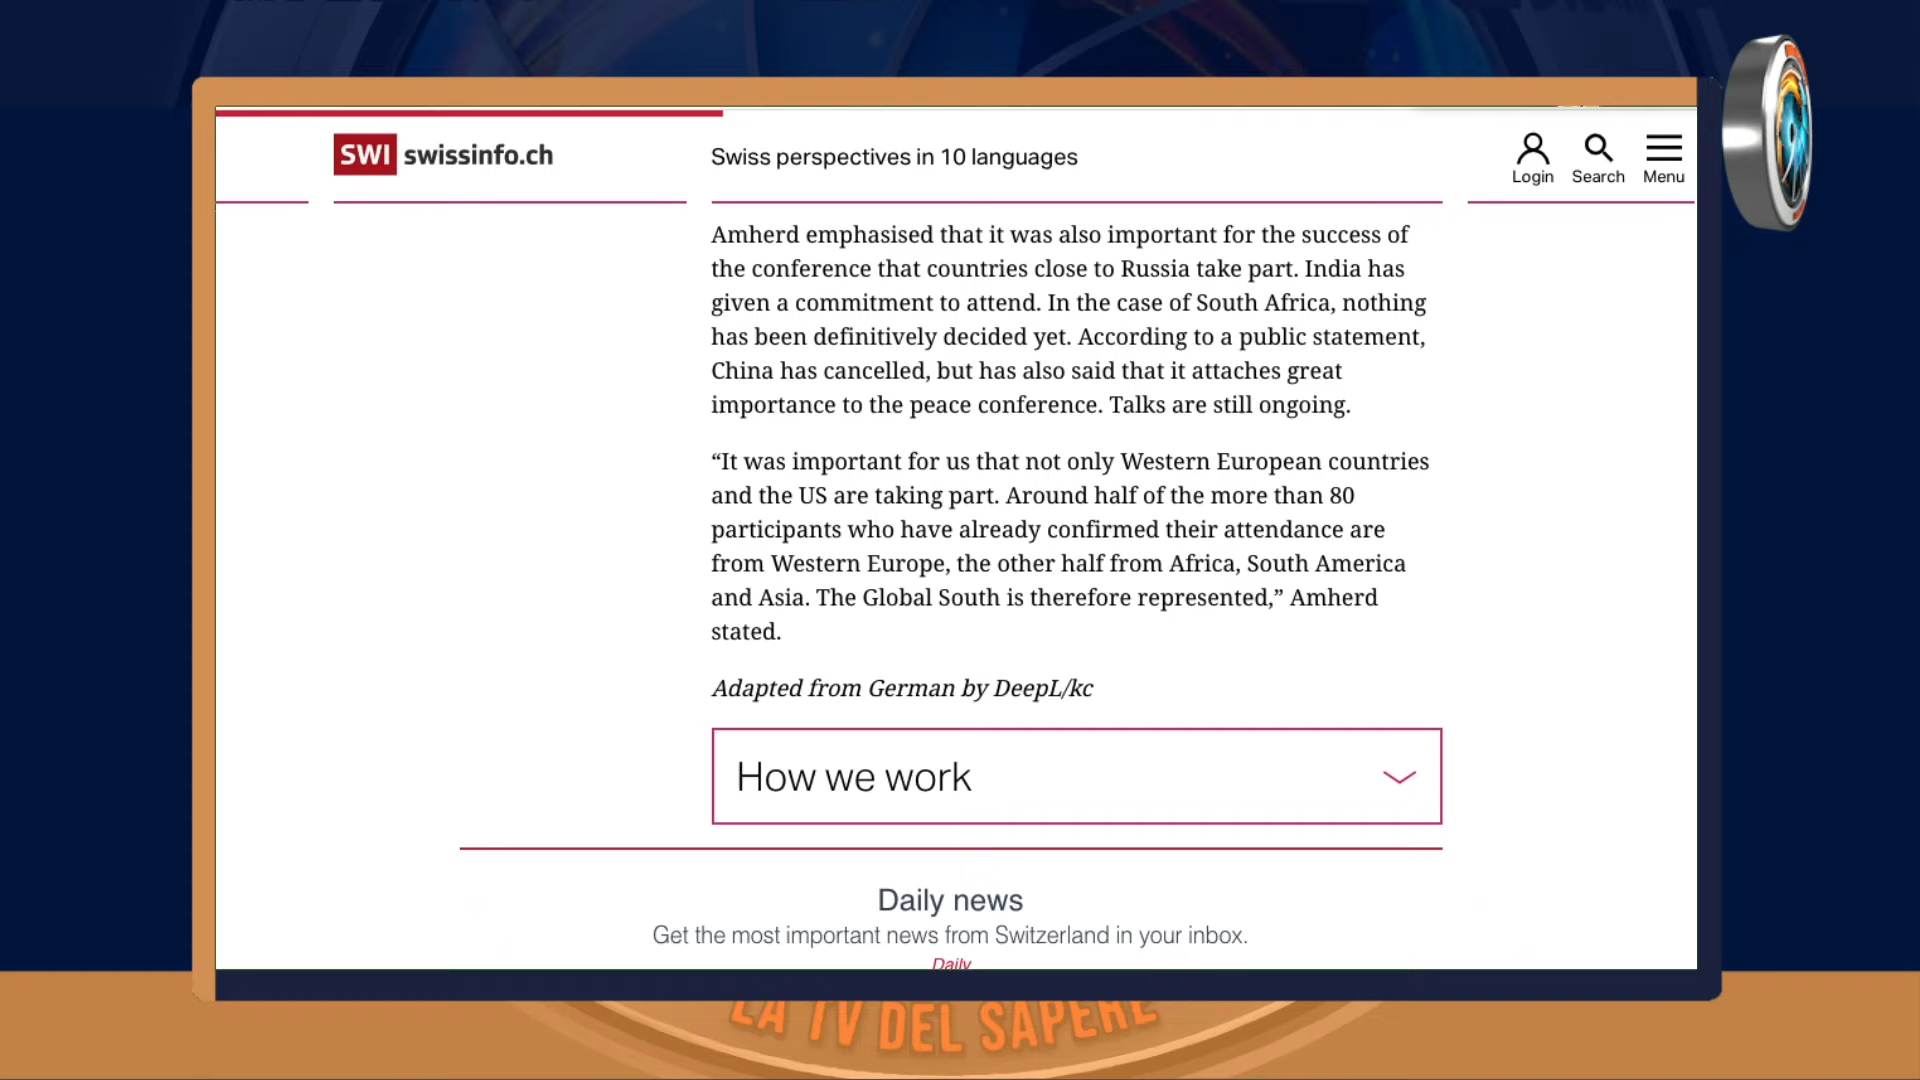 SWI swissinfo.ch
Swiss perspectives in 10 languages
Login Search Menu
Amherd emphasised that it was also important for the success of
the conference that countries close to Russia take part. India has
given a commitment to attend. In the case of South Africa, nothing
has been definitively decided yet. According to a public statement,
China has cancelled, but has also said that it attaches great
importance to the peace conference. Talks are still ongoing.
“It was important for us that not only Western European countries
and the US are taking part. Around half of the more than 80
participants who have already confirmed their attendance are
from Western Europe, the other half from Africa, South America
and Asia. The Global South is therefore represented,” Amherd
stated.
Adapted from German by DeepL/kc
How we work
Daily news
Get the most important news from Switzerland in your inbox.
Daily
LA TV DEL SAPERE